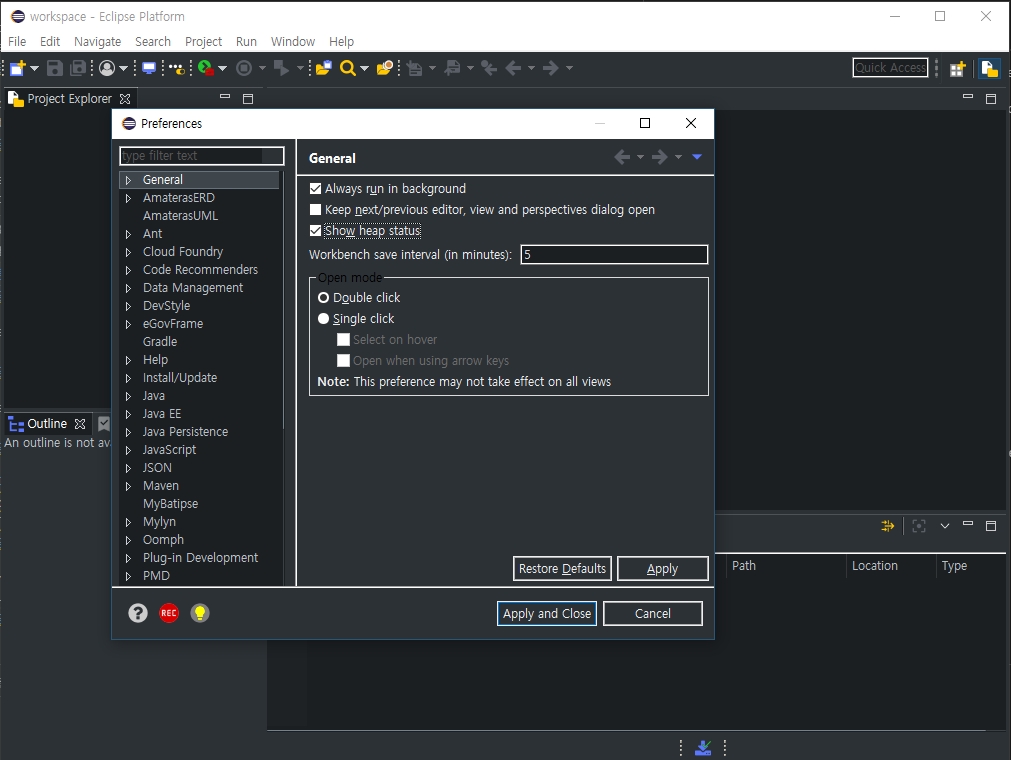 workspace - Eclipse Platform
File Edit Navigate Search Project Run Window Help
Quick Access
Project Explorer
Preferences
type filter text
General
AmaterasERD
AmaterasUML
Ant
Cloud Foundry
Code Recommenders
Data Management
DevStyle
eGovFrame
Gradle
Help
Install/Update
Java
Java EE
Java Persistence
JavaScript
JSON
Maven
MyBatipse
Mylyn
Oomph
Plug-in Development
PMD
General
Always run in background
Keep next/previous editor, view and perspectives dialog open
Show heap status
Workbench save interval (in minutes): 5
Open mode
Double click
Single click
Select on hover
Open when using arrow keys
Note: This preference may not take effect on all views
Restore Defaults Apply
REC
Apply and Close Cancel
Outline
An outline is not av
Path Location Type